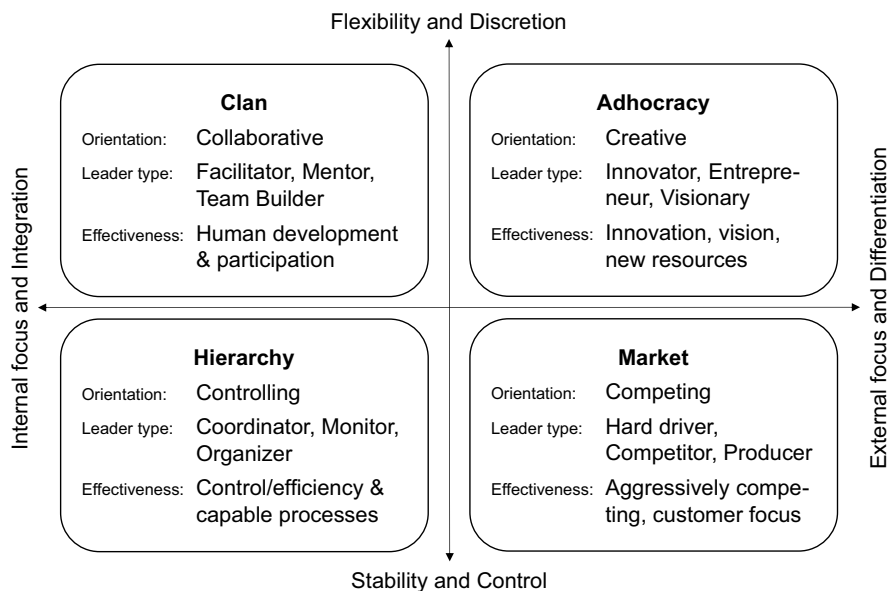 Flexibility and Discretion
Internal focus and Integration
Clan
Orientation: Collaborative
Leader type: Facilitator, Mentor,
Team Builder
Effectiveness: Human development
& participation
Adhocracy
Orientation: Creative
Leader type: Innovator, Entrepre-
neur, Visionary
Effectiveness: Innovation, vision,
new resources
Hierarchy
Orientation: Controlling
Leader type: Coordinator, Monitor,
Organizer
Effectiveness: Control/efficiency &
capable processes
Market
Orientation: Competing
Leader type: Hard driver,
Competitor, Producer
Effectiveness: Aggressively compe-
ting, customer focus
External focus and Differentiation
Stability and Control